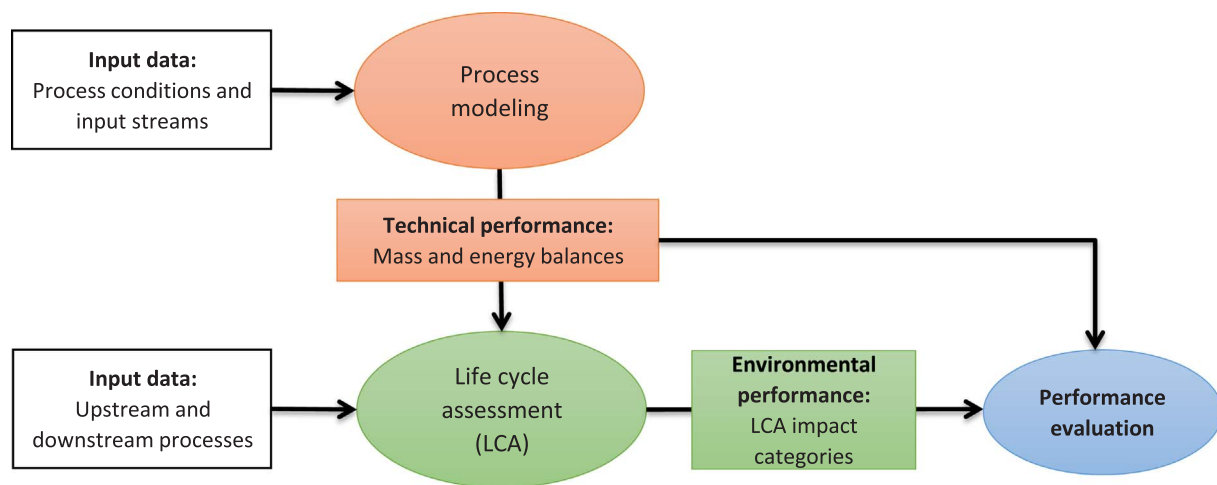 Input data:
Process conditions and
input streams
Process
modeling
Technical performance:
Mass and energy balances
Input data:
Upstream and
downstream processes
Life cycle
assessment
(LCA)
Environmental
performance:
LCA impact
categories
Performance
evaluation